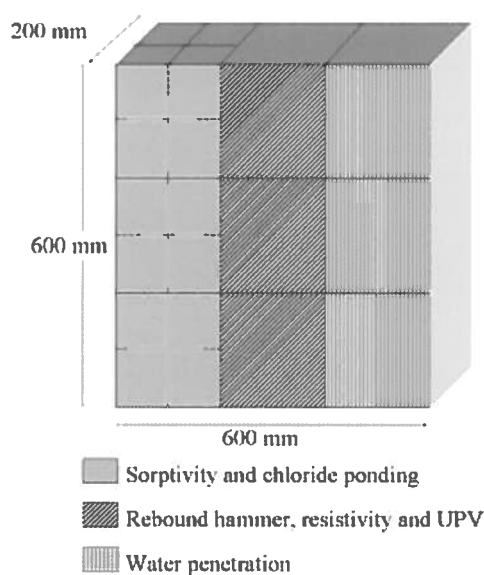 200 mm
600 mm
600 mm
Sorptivity and chloride ponding
Rebound hammer, resistivity and UPV
Water penetration